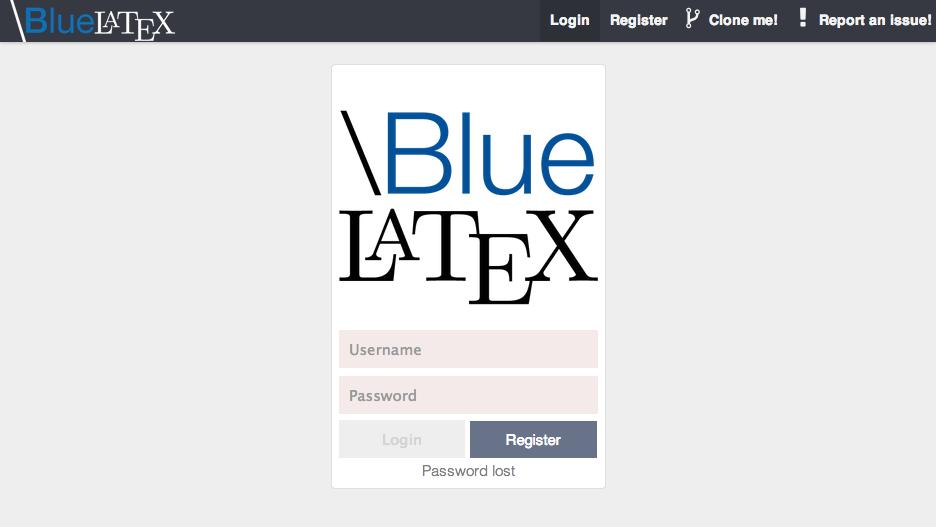 \BlueLATEX Login Register Clone me! Report an issue!
\Blue
LATEX
Username
Password
Login Register
Password lost